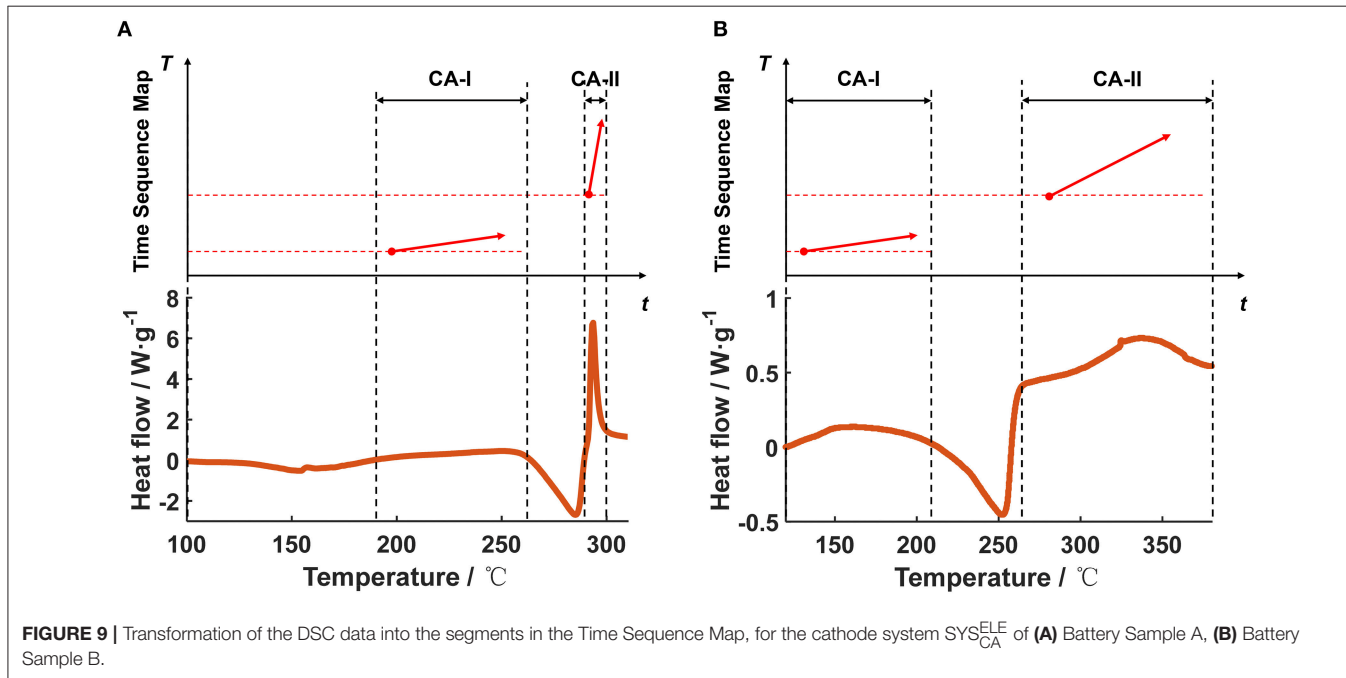 A
T
Time Sequence Map
CA-I
CA-II
t
8
6
4
2
0
-2
Heat flow / W·g-1
100 150 200 250 300
Temperature / ℃
B
T
Time Sequence Map
CA-I
CA-II
t
1
0.5
0
-0.5
Heat flow / W·g-1
150 200 250 300 350
Temperature / ℃
FIGURE 9 | Transformation of the DSC data into the segments in the Time Sequence Map, for the cathode system SYS ELE CA of (A) Battery Sample A, (B) Battery
Sample B.